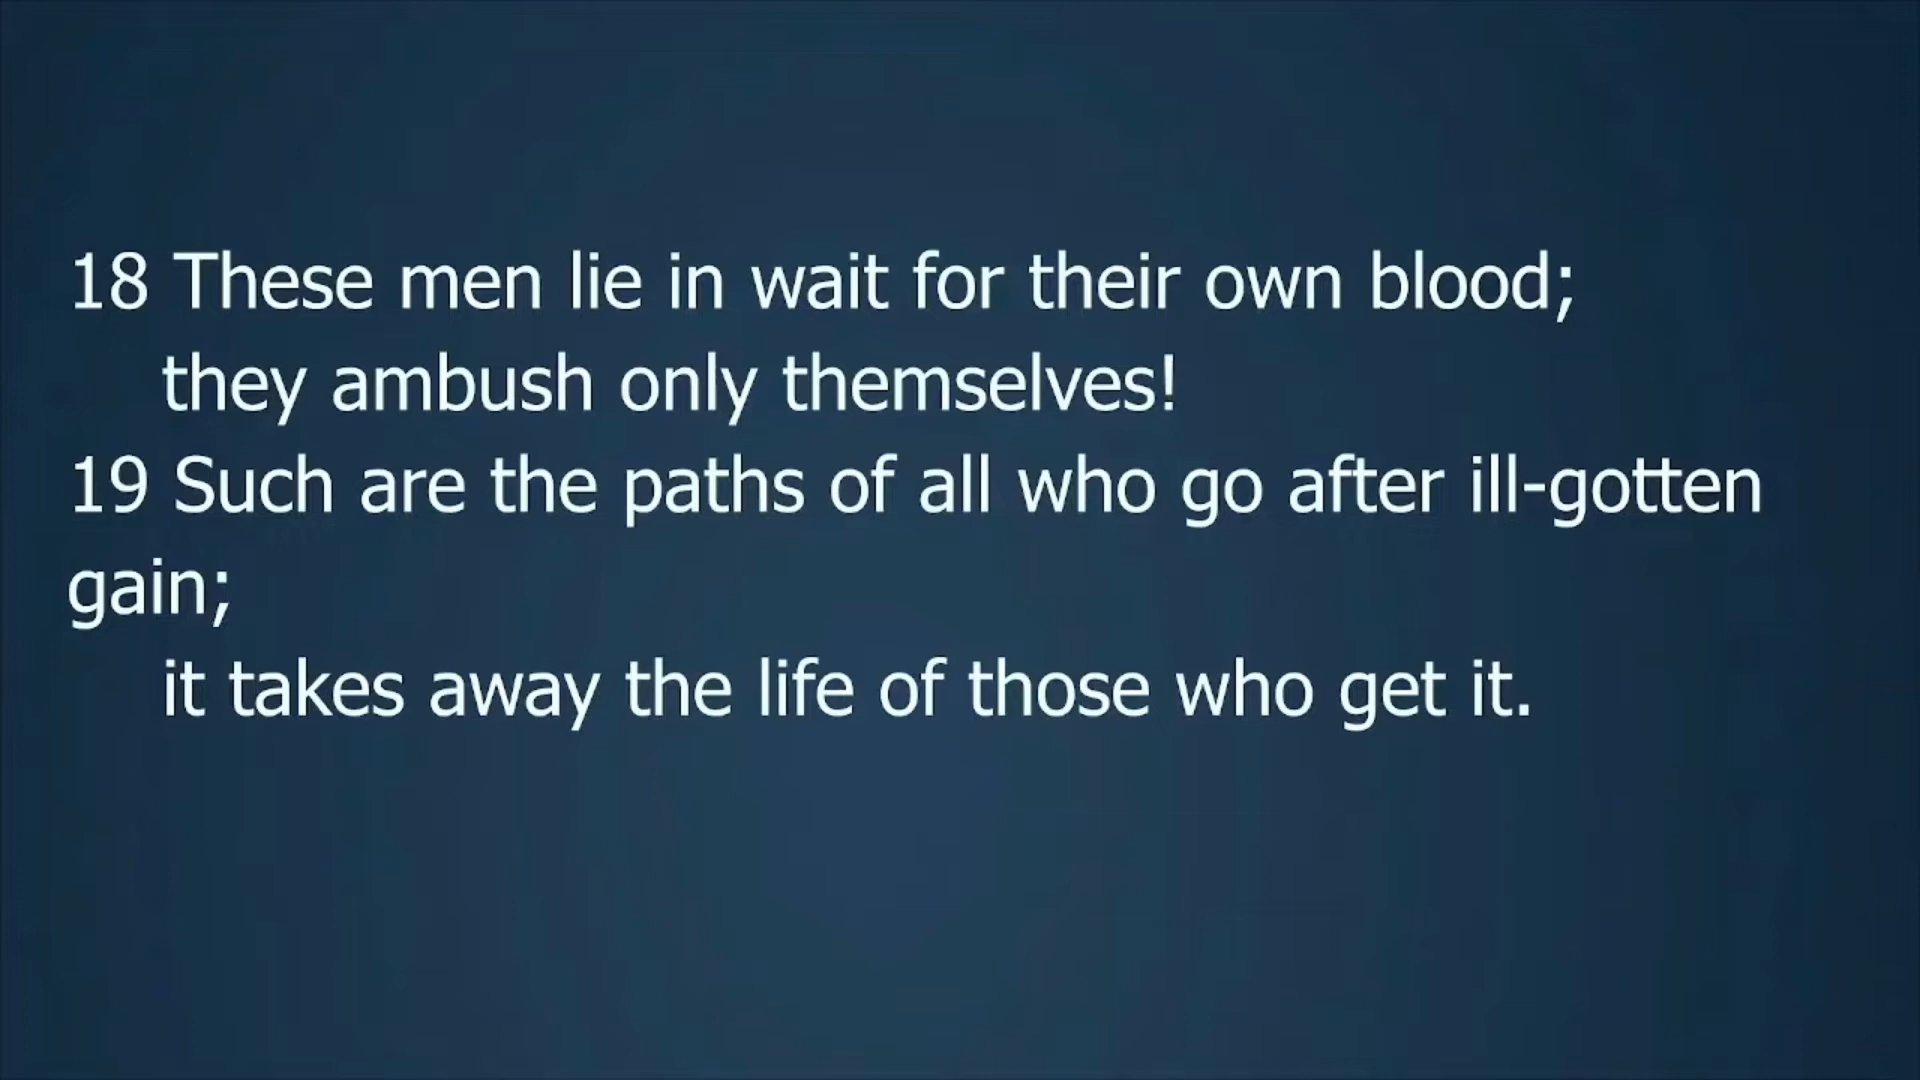 18 These men lie in wait for their own blood;
they ambush only themselves!
19 Such are the paths of all who go after ill-gotten
gain;
it takes away the life of those who get it.